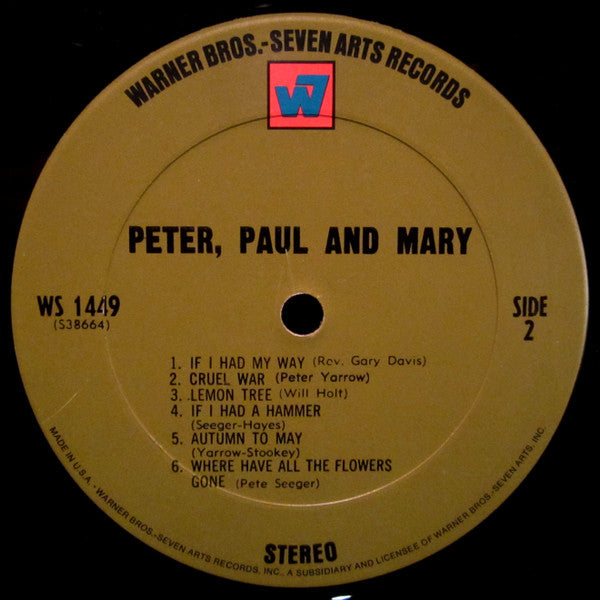 WARNER BROS.-SEVEN ARTS RECORDS
W7
PETER, PAUL AND MARY
WS 1449
(S38664)
SIDE
2
1. IF I HAD MY WAY (Rev. Gary Davis)
2. CRUEL WAR (Peter Yarrow)
3. LEMON TREE (Will Holt)
4. IF I HAD A HAMMER
(Seeger-Hayes)
5. AUTUMN TO MAY
(Yarrow-Stookey)
6. WHERE HAVE ALL THE FLOWERS
GONE (Pete Seeger)
STEREO
MADE IN U.S.A. - WARNER BROS.-SEVEN ARTS RECORDS, INC., A SUBSIDIARY AND LICENSEE OF WARNER BROS.-SEVEN ARTS, INC.